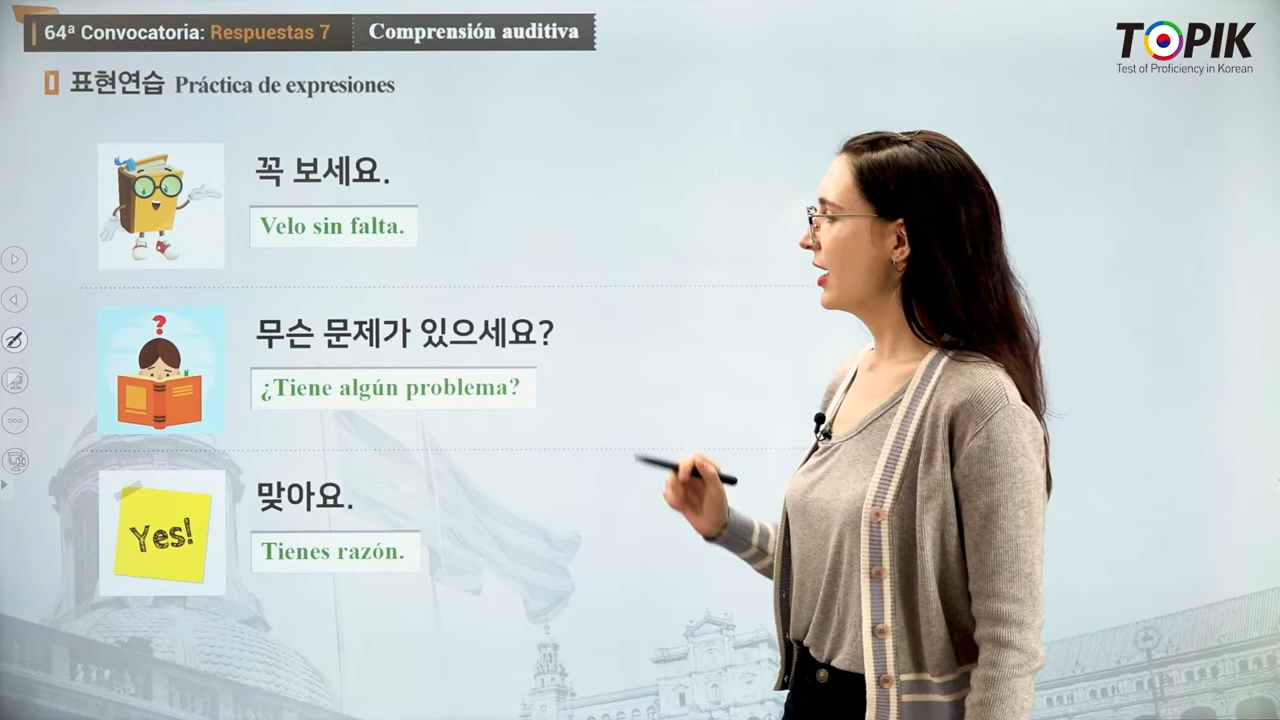 64ª Convocatoria: Respuestas 7
Comprensión auditiva
TOPIK
Test of Proficiency in Korean
표현연습 Práctica de expresiones
꼭 보세요.
Velo sin falta.
?
무슨 문제가 있으세요?
¿Tiene algún problema?
Yes!
맞아요.
Tienes razón.